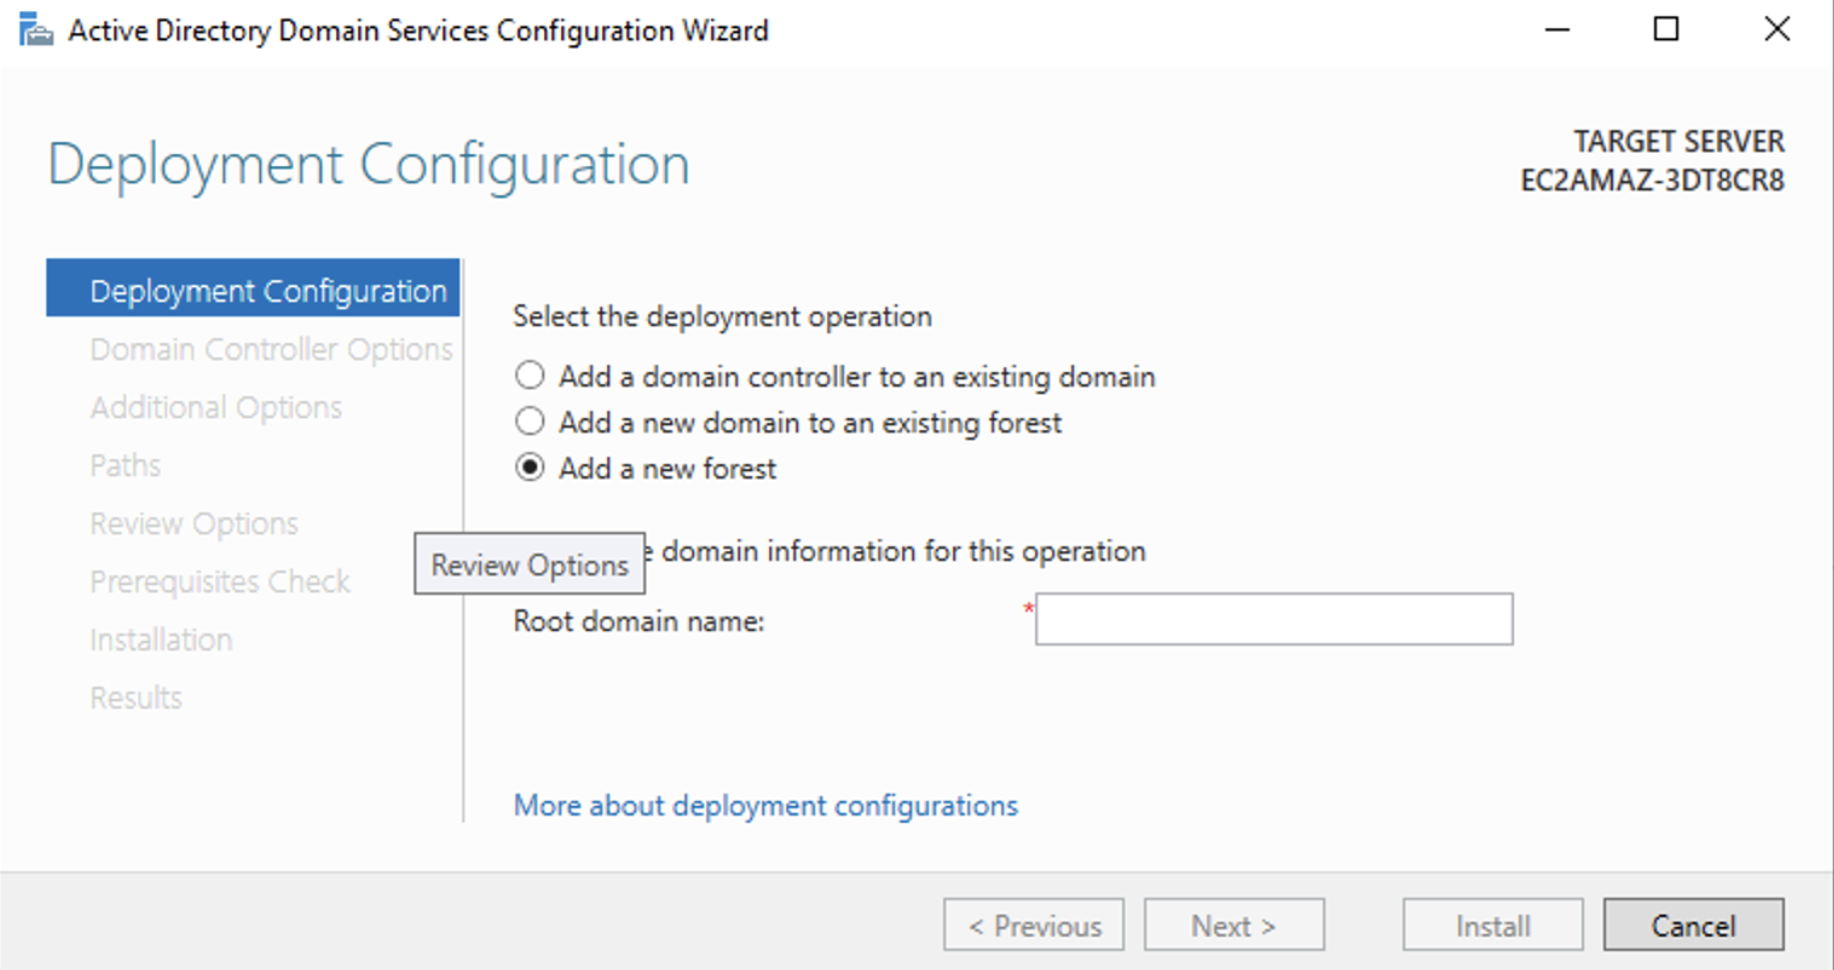 Active Directory Domain Services Configuration Wizard
Deployment Configuration
TARGET SERVER
EC2AMAZ-3DT8CR8
Deployment Configuration
Domain Controller Options
Additional Options
Paths
Review Options
Prerequisites Check
Installation
Results
Select the deployment operation
Add a domain controller to an existing domain
Add a new domain to an existing forest
Add a new forest
Review Options
domain information for this operation
Root domain name:
*
More about deployment configurations
< Previous
Next >
Install
Cancel